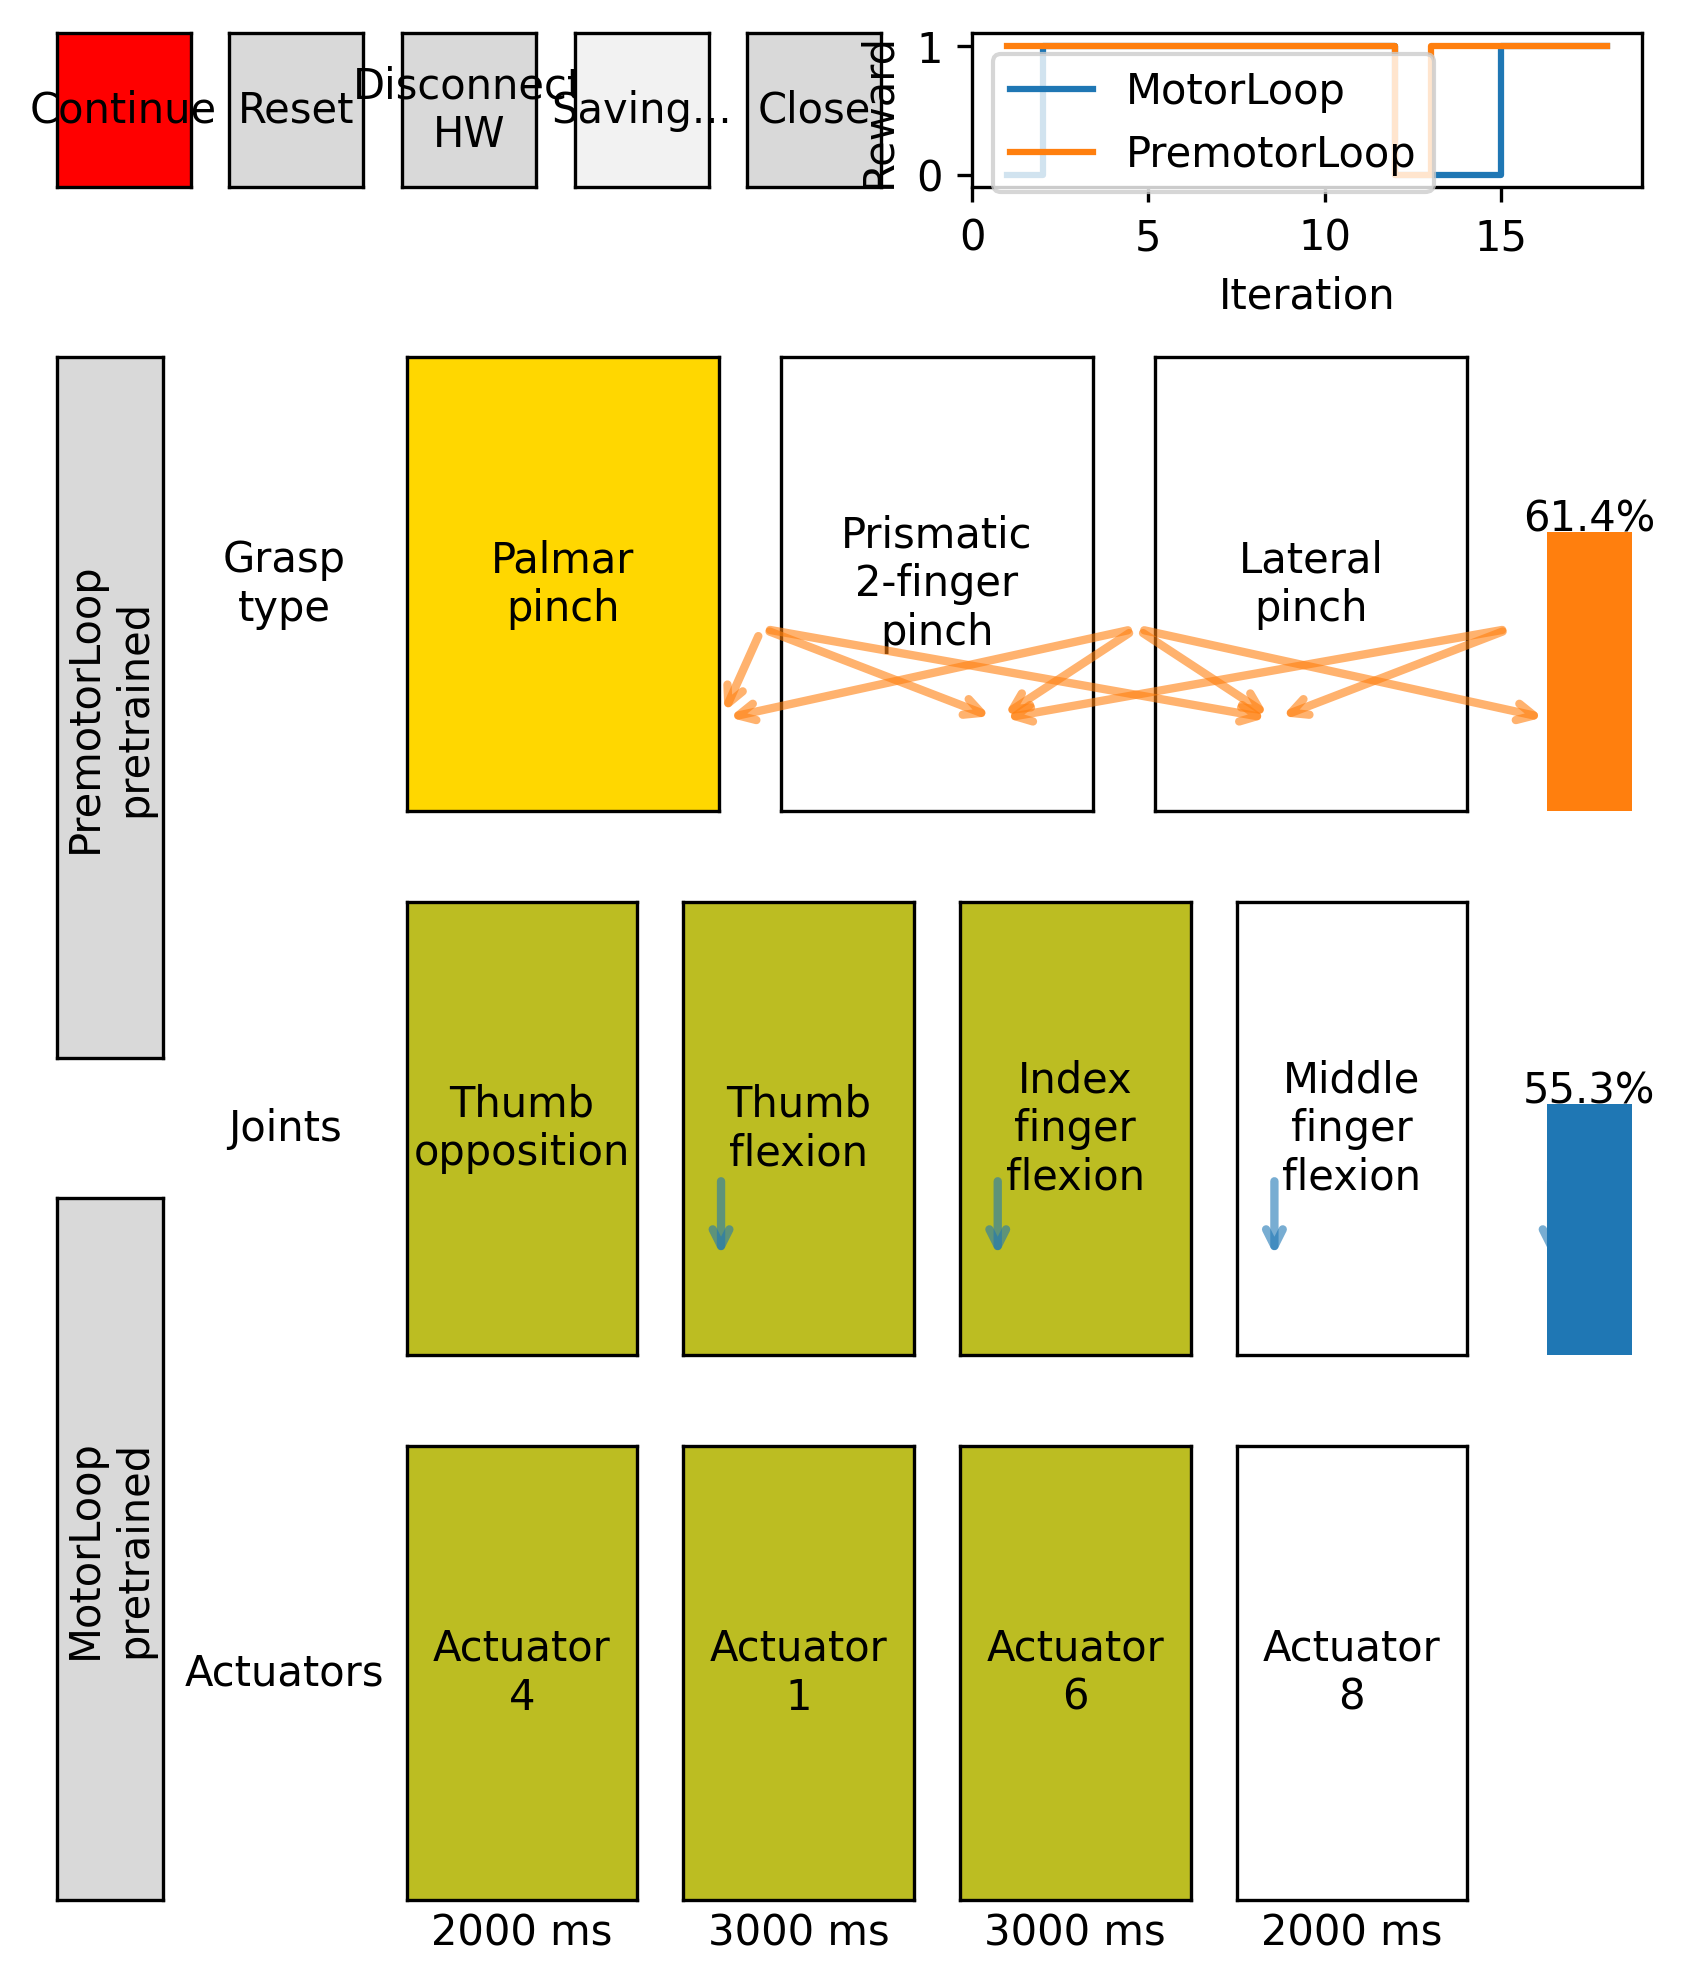 Continue
Reset
Disconnect
HW
Saving...
Close
Reward
1
0
MotorLoop
PremotorLoop
0
5
10
15
Iteration
PremotorLoop
pretrained
Grasp
type
Palmar
pinch
Prismatic
2-finger
pinch
Lateral
pinch
61.4%
Joints
Thumb
opposition
Thumb
flexion
Index
finger
flexion
Middle
finger
flexion
55.3%
MotorLoop
pretrained
Actuators
Actuator
4
Actuator
1
Actuator
6
Actuator
8
2000 ms
3000 ms
3000 ms
2000 ms